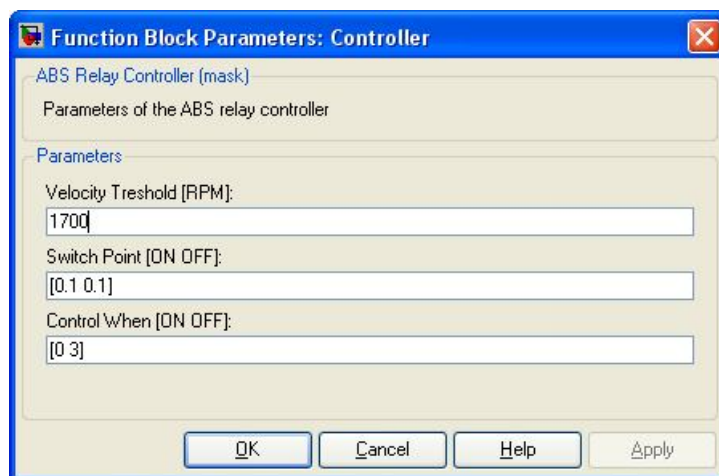 Function Block Parameters: Controller
ABS Relay Controller (mask)
Parameters of the ABS relay controller
Parameters
Velocity Treshold [RPM]:
1700
Switch Point [ON OFF]:
[0.1 0.1]
Control When [ON OFF]:
[0 3]
OK Cancel Help Apply